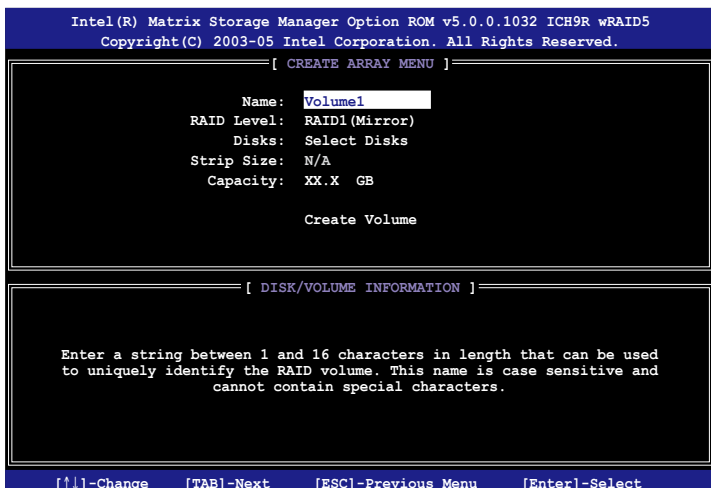 Intel(R) Matrix Storage Manager Option ROM v5.0.0.1032 ICH9R wRAID5
Copyright(C) 2003-05 Intel Corporation. All Rights Reserved.
[ CREATE ARRAY MENU ]
Name: Volume1
RAID Level: RAID1(Mirror)
Disks: Select Disks
Strip Size: N/A
Capacity: XX.X GB
Create Volume
[ DISK/VOLUME INFORMATION ]
Enter a string between 1 and 16 characters in length that can be used
to uniquely identify the RAID volume. This name is case sensitive and
cannot contain special characters.
[↑↓]-Change [TAB]-Next [ESC]-Previous Menu [Enter]-Select